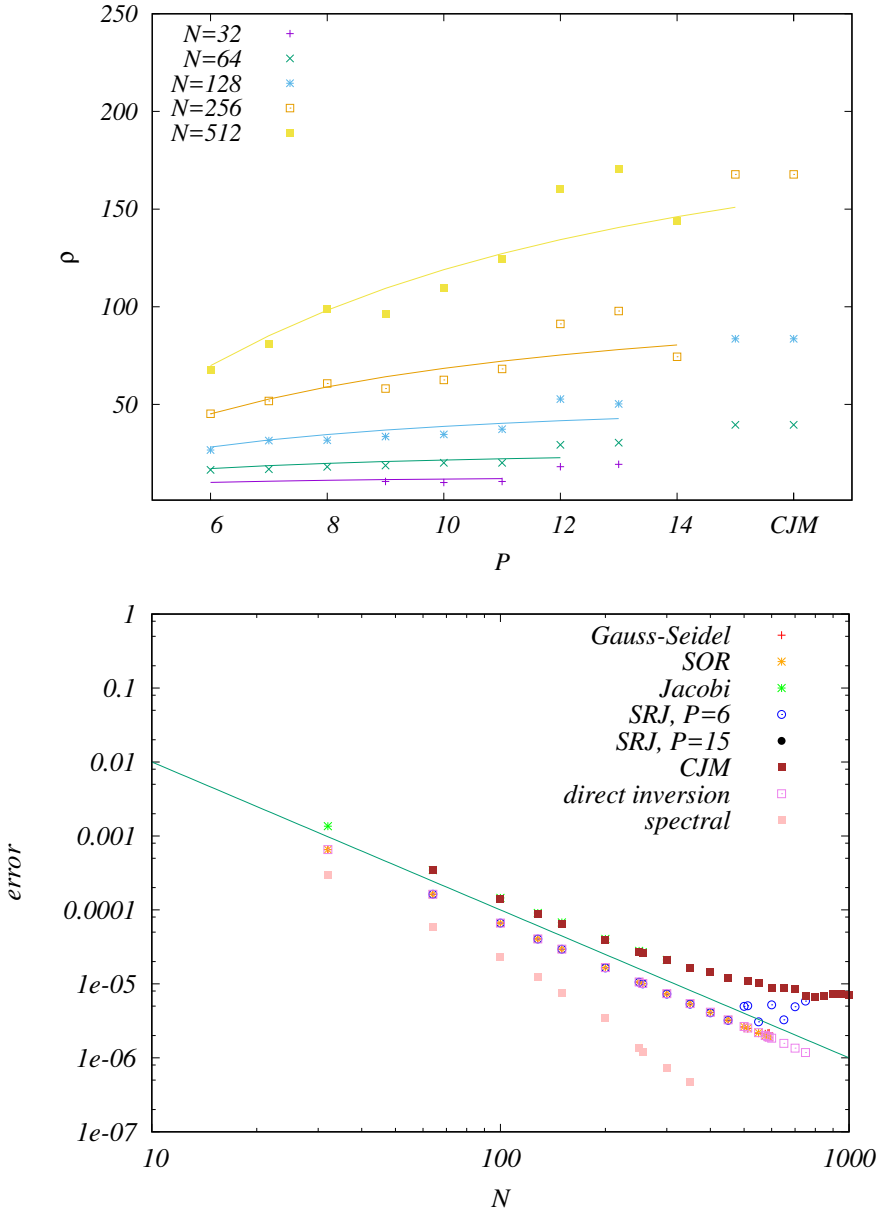 250
200
150
100
50
ρ
N=32
N=64
N=128
N=256
N=512
6 8 10 12 14 CJM
P
1
0.1
0.01
0.001
0.0001
1e-05
1e-06
1e-07
error
Gauss-Seidel
SOR
Jacobi
SRJ, P=6
SRJ, P=15
CJM
direct inversion
spectral
10 100 1000
N